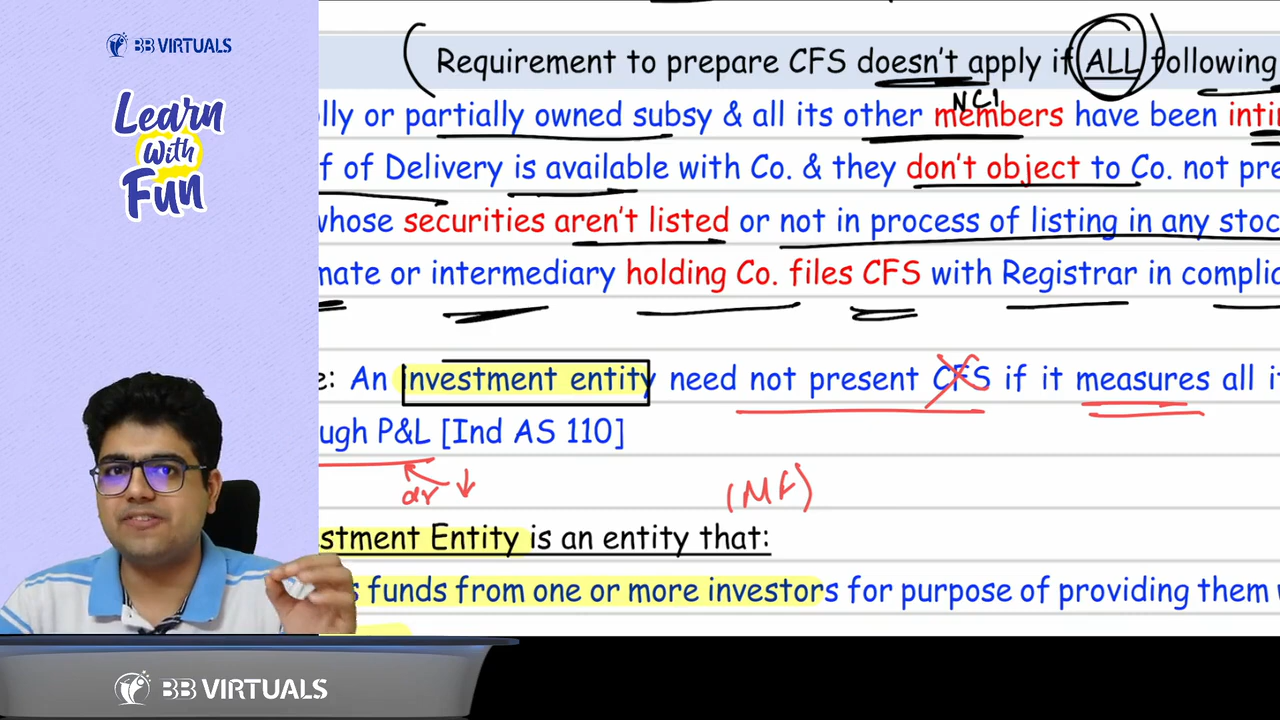 BB VIRTUALS
Learn
With
Fun
Requirement to prepare CFS doesn't apply if ALL following
NCI
lly or partially owned subsy & all its other members have been inti
f of Delivery is available with Co. & they don't object to Co. not pre
whose securities aren't listed or not in process of listing in any stoc
mate or intermediary holding Co. files CFS with Registrar in complia
e: An investment entity need not present CFS if it measures all i
ugh P&L [Ind AS 110]
(MF)
stment Entity is an entity that:
s funds from one or more investors for purpose of providing them
BB VIRTUALS